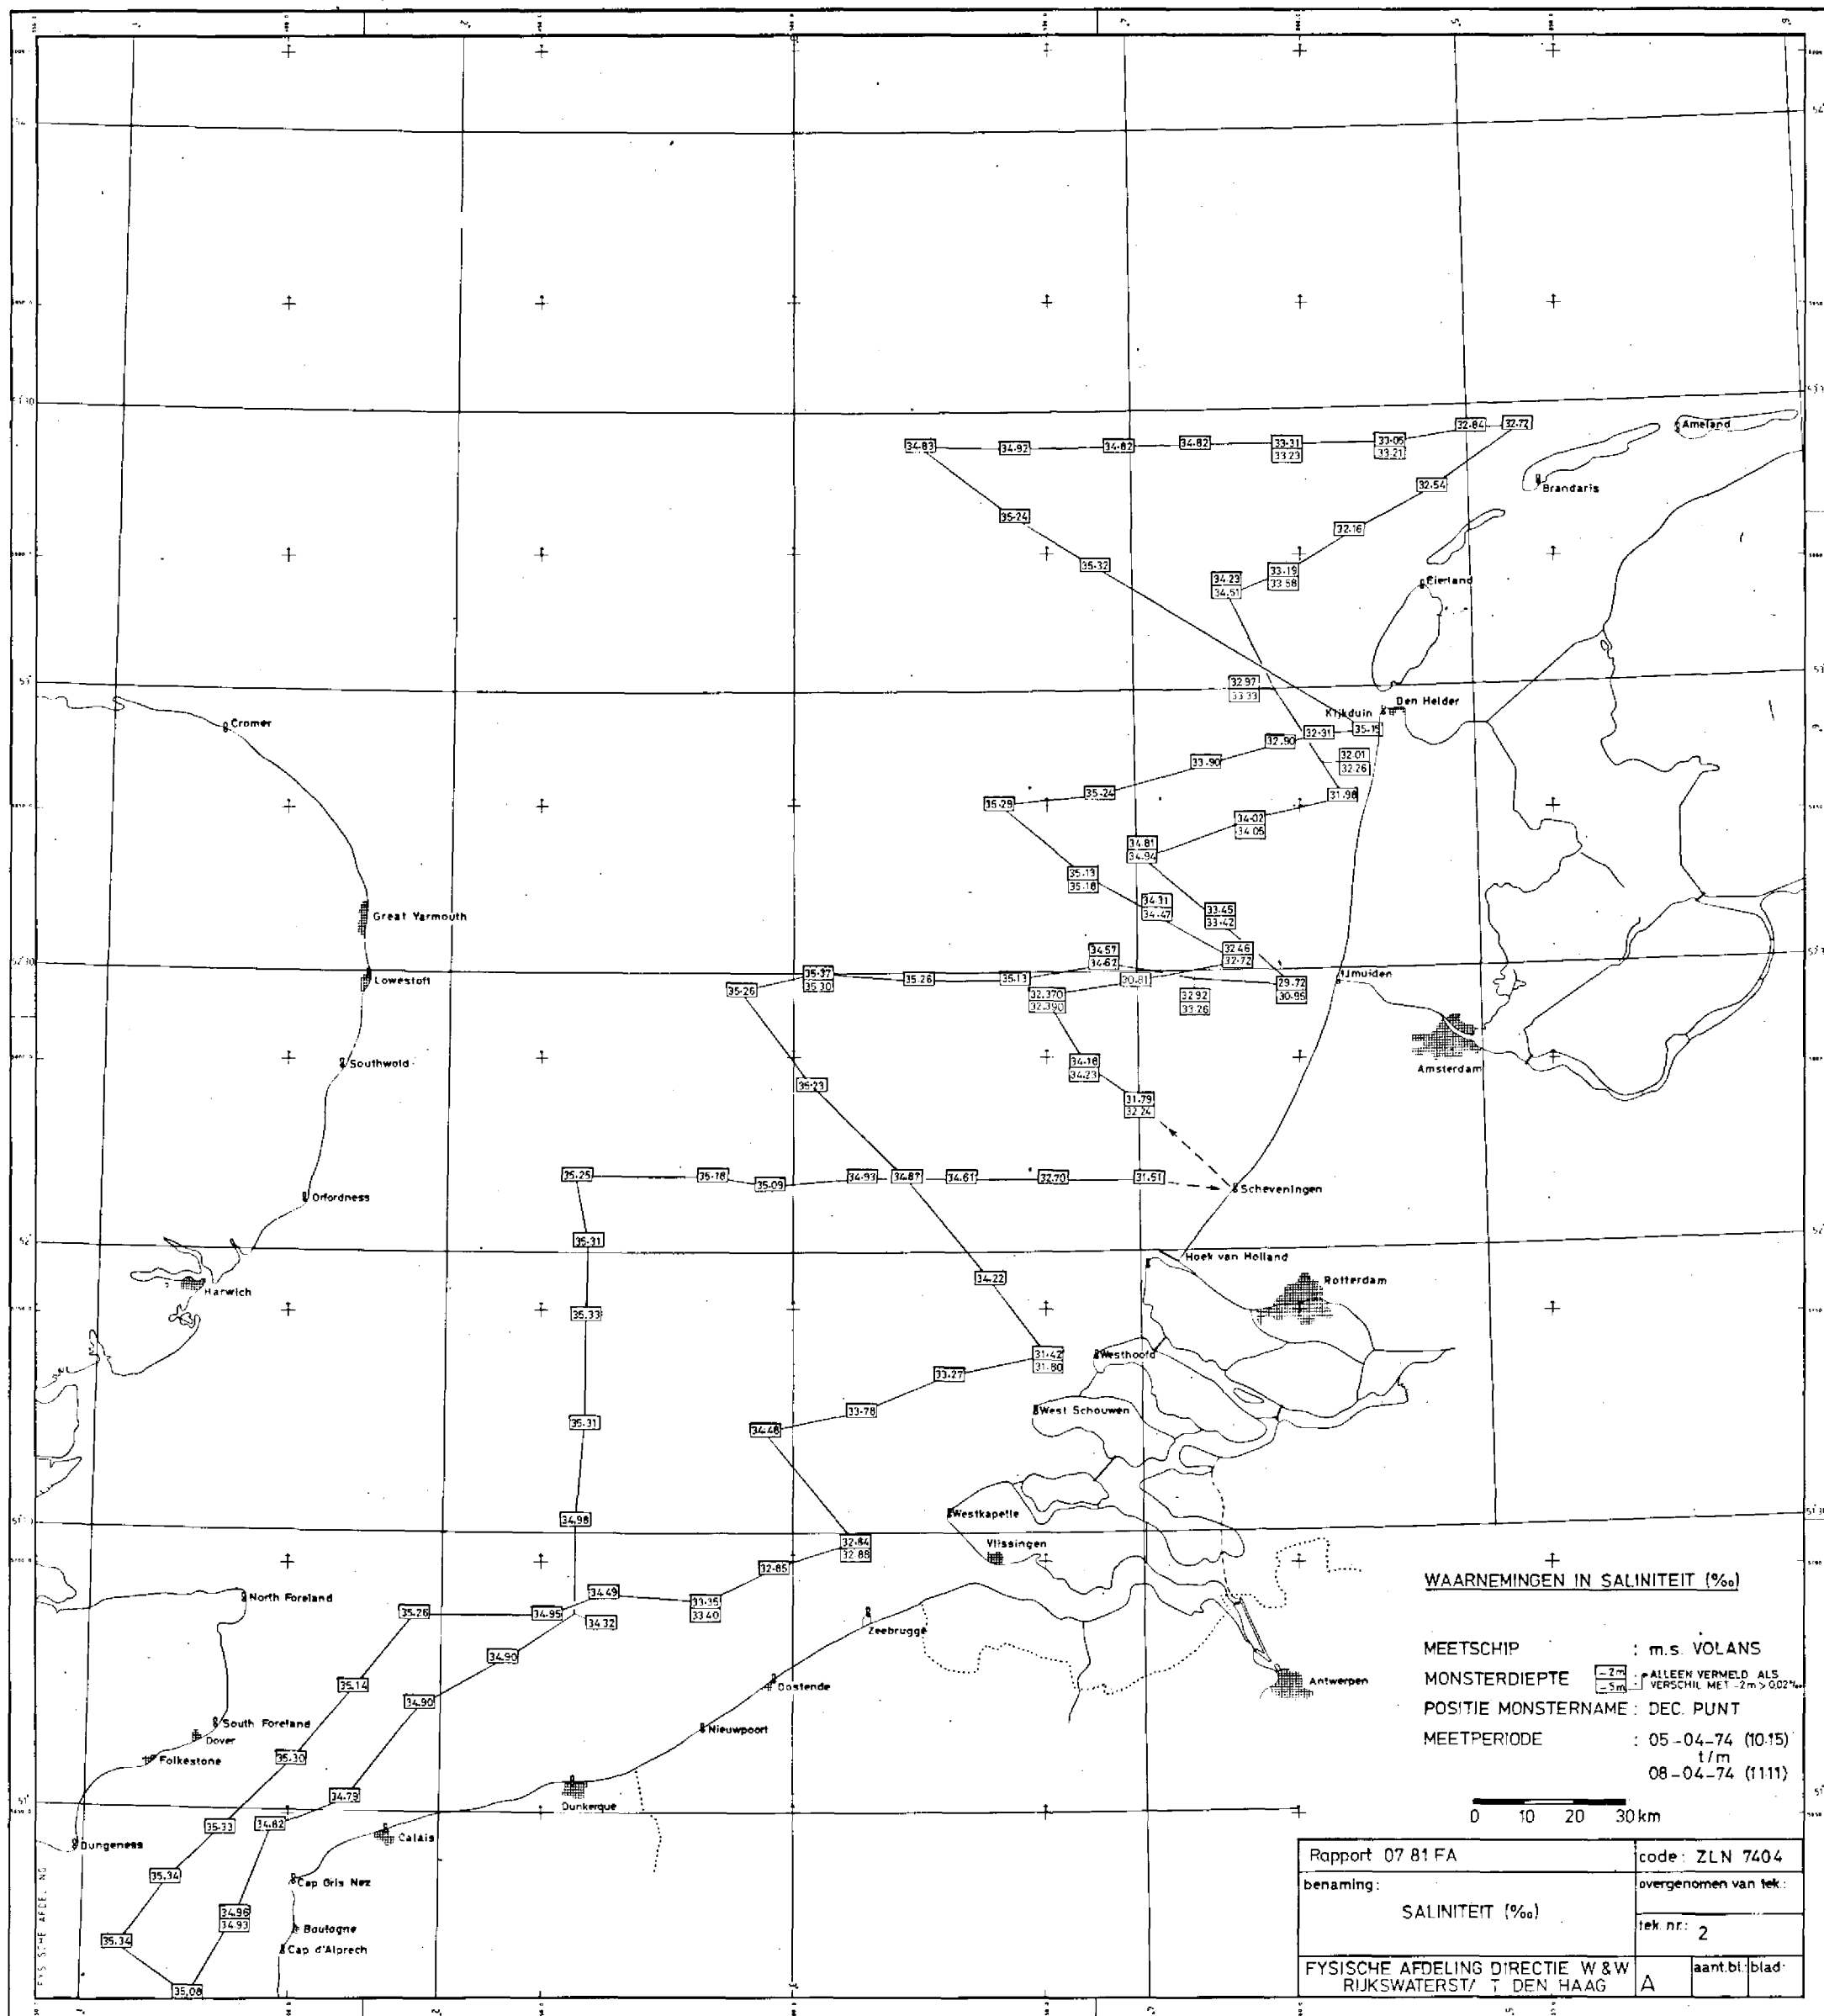 34.83
34.92
34.82
34.82
33.31
33.23
33.05
33.21
32.84
32.72
Ameland
Brandaris
32.54
35.24
32.16
35.32
34.23
34.51
33.19
33.58
Eierland
32.97
33.33
Den Helder
Kijkduin
Cromer
32.90
32.31
35.15
33.90
32.01
32.26
35.29
35.24
31.98
34.02
34.05
34.81
34.94
35.13
35.18
34.31
34.47
33.45
33.42
Great Yarmouth
34.57
34.62
32.46
32.72
Lowestoft
35.26
35.37
35.30
35.26
35.13
30.81
29.72
30.95
IJmuiden
32.370
32.390
32.92
33.26
Southwold
34.18
34.23
Amsterdam
35.23
31.79
32.24
35.25
35.18
35.09
34.93
34.87
34.61
32.70
31.51
Scheveningen
Orfordness
35.31
Hoek van Holland
Harwich
34.22
Rotterdam
35.33
31.42
31.80
Westhoofd
33.27
33.78
West Schouwen
35.31
34.48
34.98
Westkapelle
32.84
32.88
Vlissingen
32.85
North Foreland
35.26
34.95
34.49
34.32
33.35
33.40
Zeebrugge
34.90
35.14
34.90
Oostende
Antwerpen
South Foreland
Dover
Nieuwpoort
Folkestone
35.30
34.79
Dunkerque
35.33
34.82
Calais
Dungeness
35.34
Cap Gris Nez
34.96
34.93
Boulogne
35.34
Cap d'Alprech
35.08
WAARNEMINGEN IN SALINITEIT (‰)
MEETSCHIP : m.s. VOLANS
MONSTERDIEPTE -2m -5m : ALLEEN VERMELD ALS
VERSCHIL MET -2m > 0.02‰
POSITIE MONSTERNAME : DEC. PUNT
MEETPERIODE : 05-04-74 (10.15)
t/m
08-04-74 (11.11)
0 10 20 30 km
Rapport 07 81 FA
code: ZLN 7404
benaming:
overgenomen van tek.:
SALINITEIT (‰)
tek. nr.: 2
FYSISCHE AFDELING DIRECTIE W & W
RIJKSWATERST/ T DEN HAAG
A
aant.bl.:
blad: